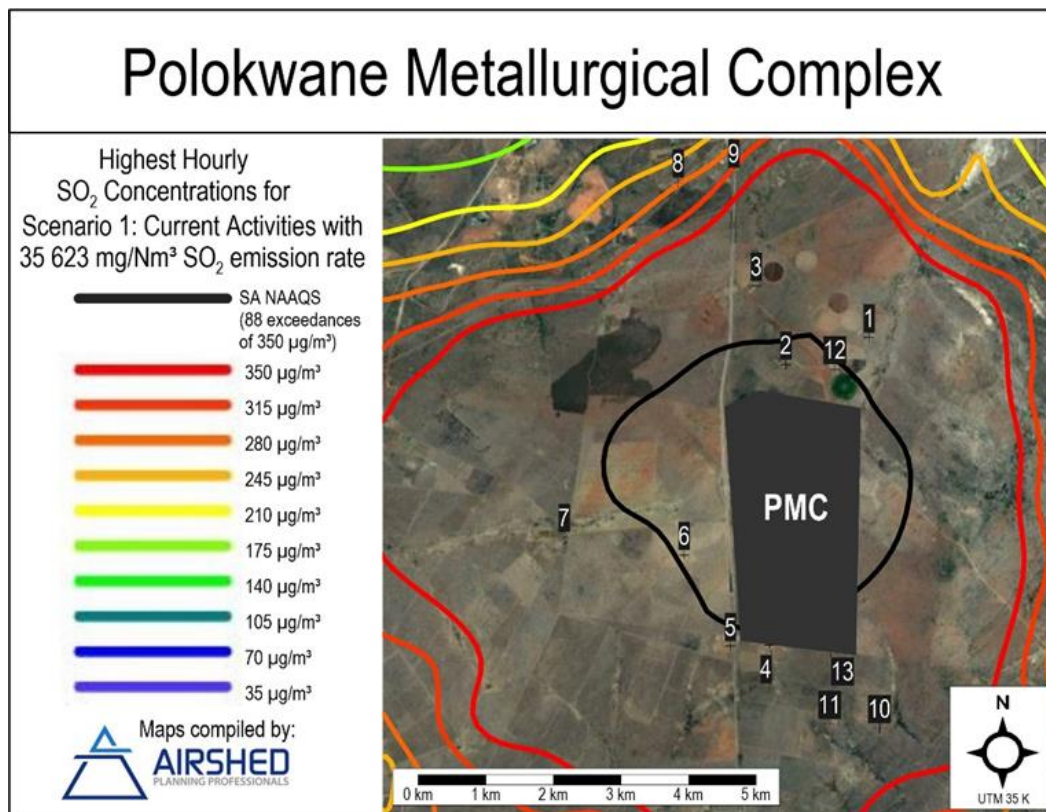 Polokwane Metallurgical Complex
Highest Hourly
SO₂ Concentrations for
Scenario 1: Current Activities with
35 623 mg/Nm³ SO₂ emission rate
SA NAAQS
(88 exceedances
of 350 µg/m³)
350 µg/m³
315 µg/m³
280 µg/m³
245 µg/m³
210 µg/m³
175 µg/m³
140 µg/m³
105 µg/m³
70 µg/m³
35 µg/m³
Maps compiled by:
AIRSHED
PLANNING PROFESSIONALS
8
9
3
1
2
12
7
6
PMC
5
4
13
11
10
0 km
1 km
2 km
3 km
4 km
5 km
N
UTM 35 K